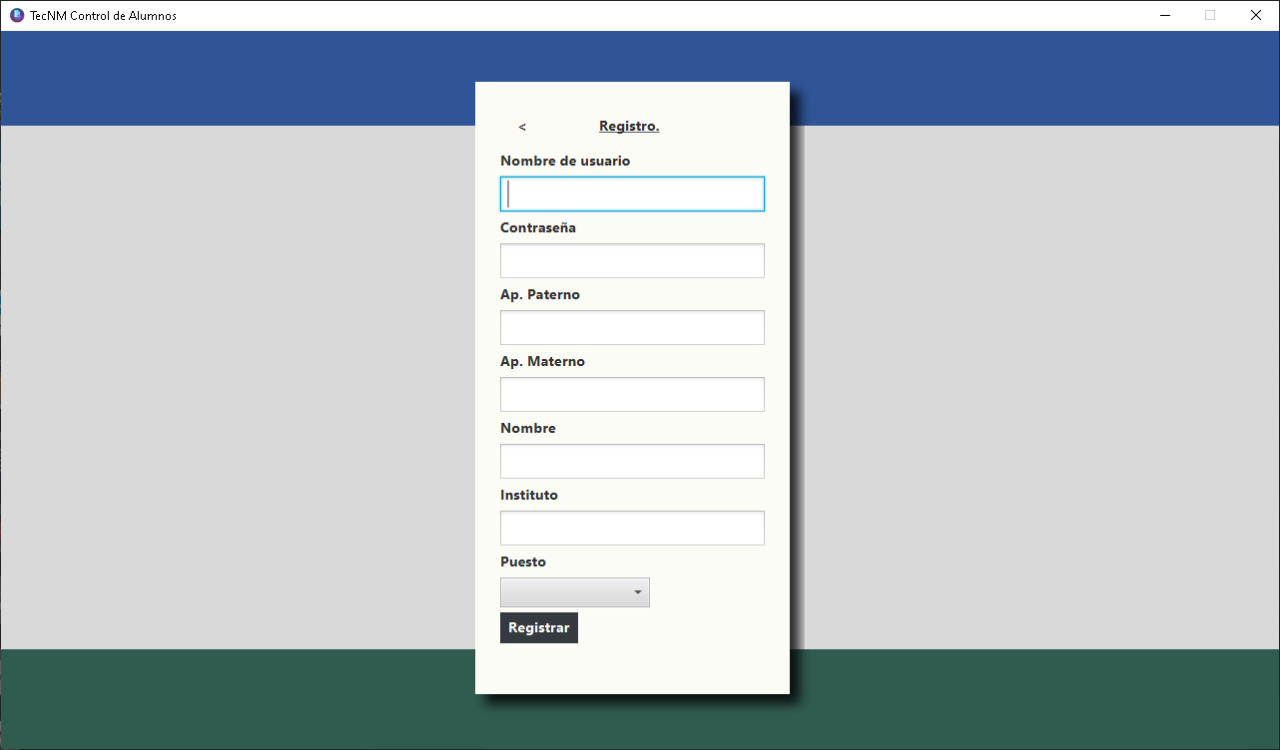 TecNM Control de Alumnos
< Registro.
Nombre de usuario
Contraseña
Ap. Paterno
Ap. Materno
Nombre
Instituto
Puesto
Registrar